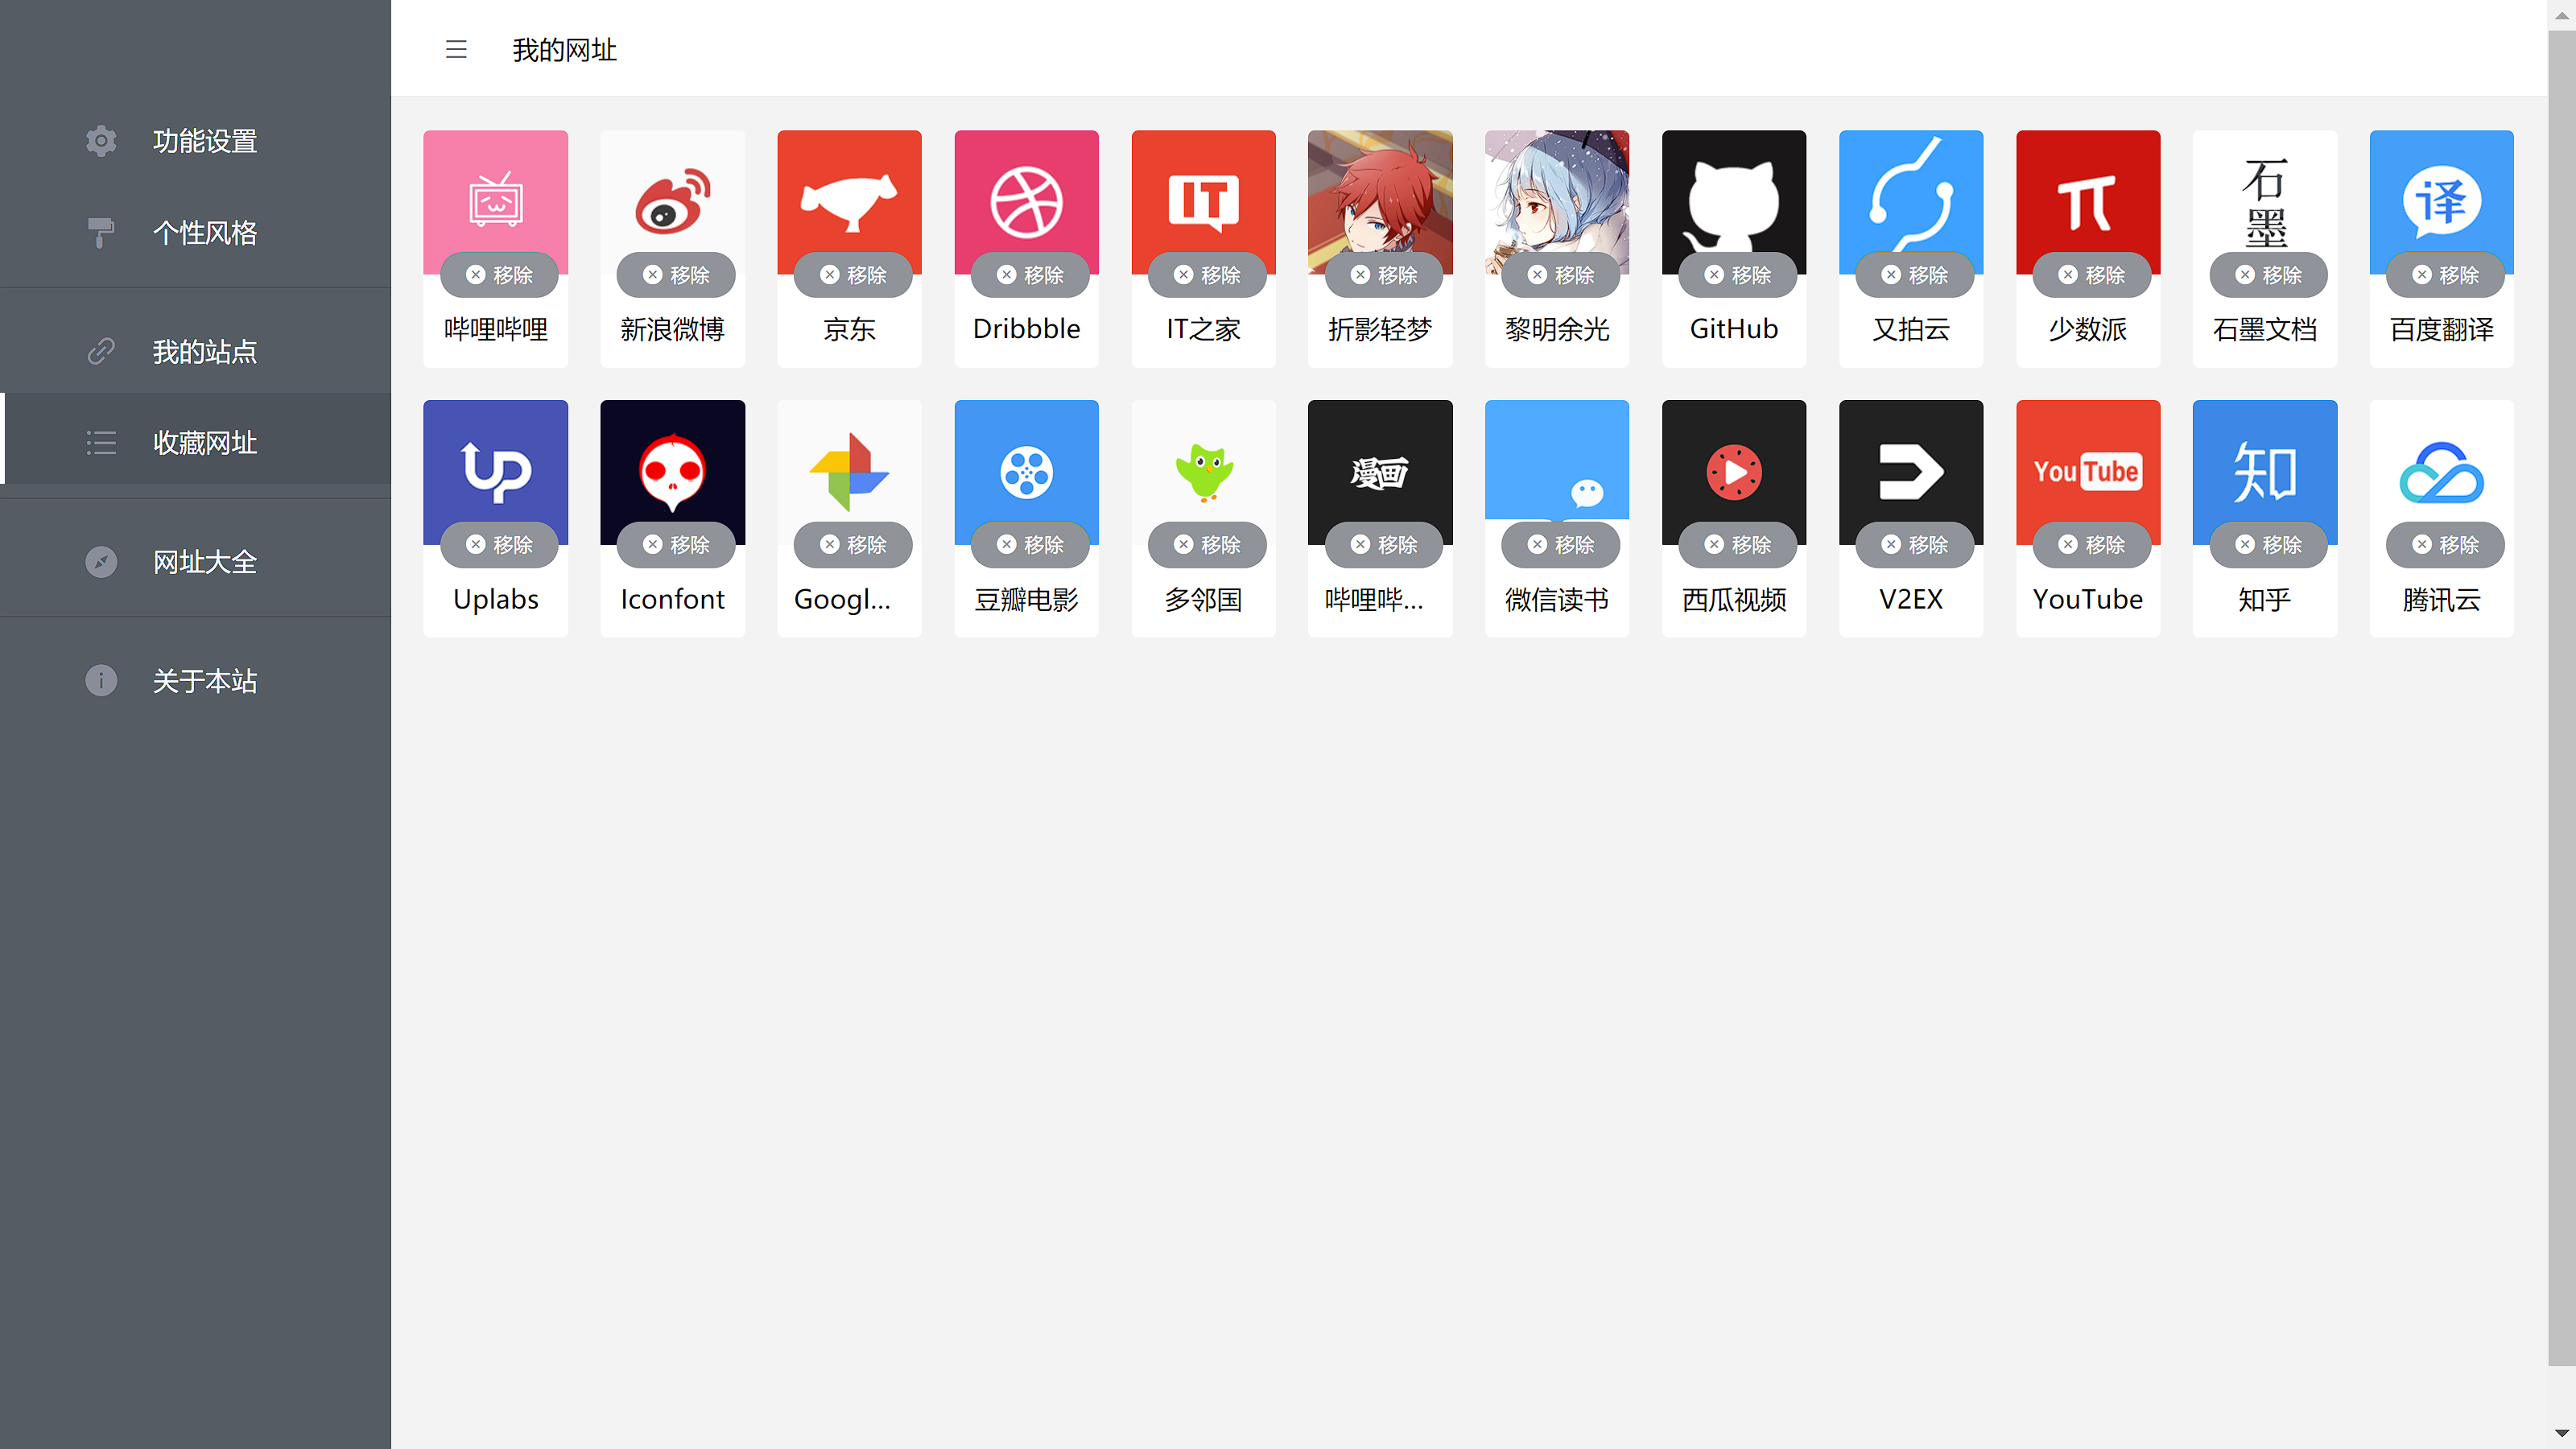 我的网址
功能设置
个性风格
我的站点
收藏网址
网址大全
关于本站
IT
石墨
译
移除 移除 移除 移除 移除 移除 移除 移除 移除 移除 移除 移除
哔哩哔哩 新浪微博 京东 Dribbble IT之家 折影轻梦 黎明余光 GitHub 又拍云 少数派 石墨文档 百度翻译
UP
漫画
You Tube
知
移除 移除 移除 移除 移除 移除 移除 移除 移除 移除 移除 移除
Uplabs Iconfont Googl... 豆瓣电影 多邻国 哔哩哔... 微信读书 西瓜视频 V2EX YouTube 知乎 腾讯云